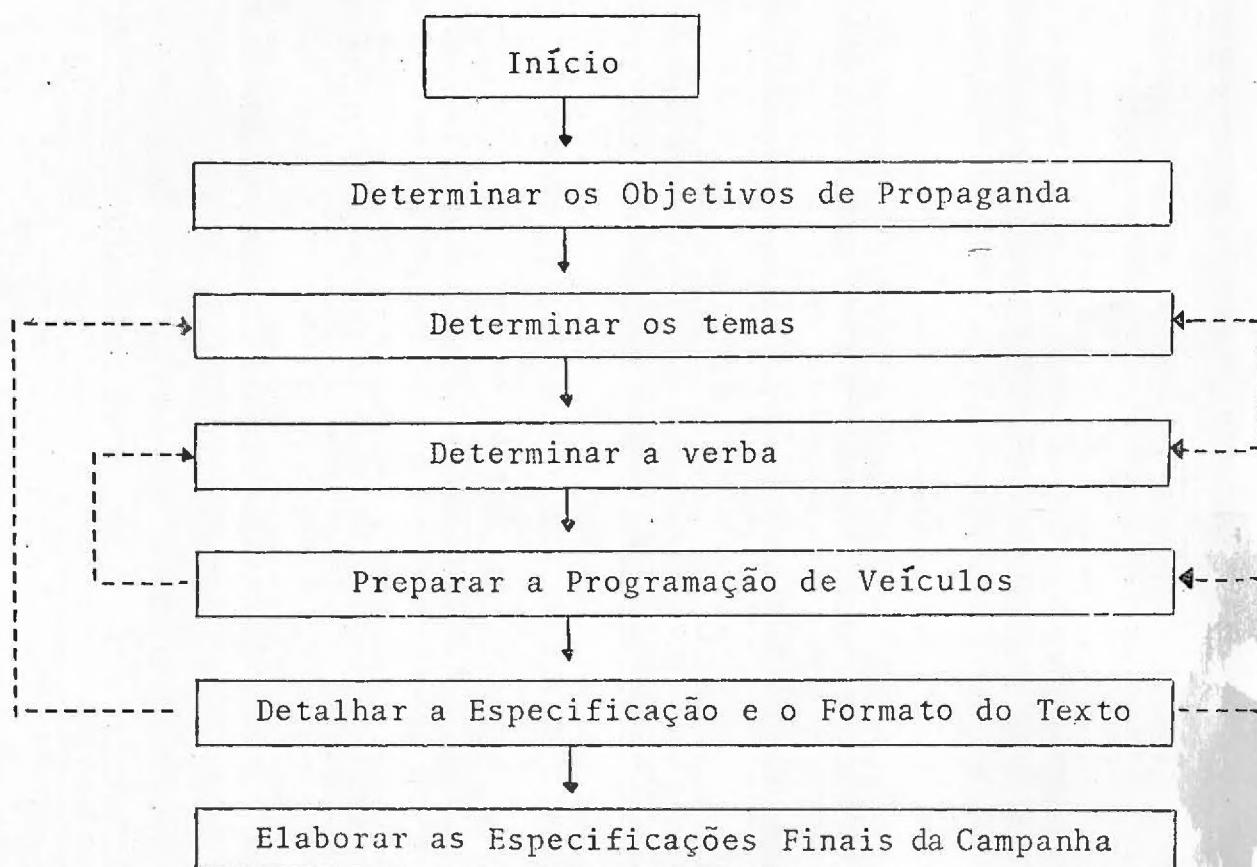 Início
Determinar os Objetivos de Propaganda
Determinar os temas
Determinar a verba
Preparar a Programação de Veículos
Detalhar a Especificação e o Formato do Texto
Elaborar as Especificações Finais da Campanha